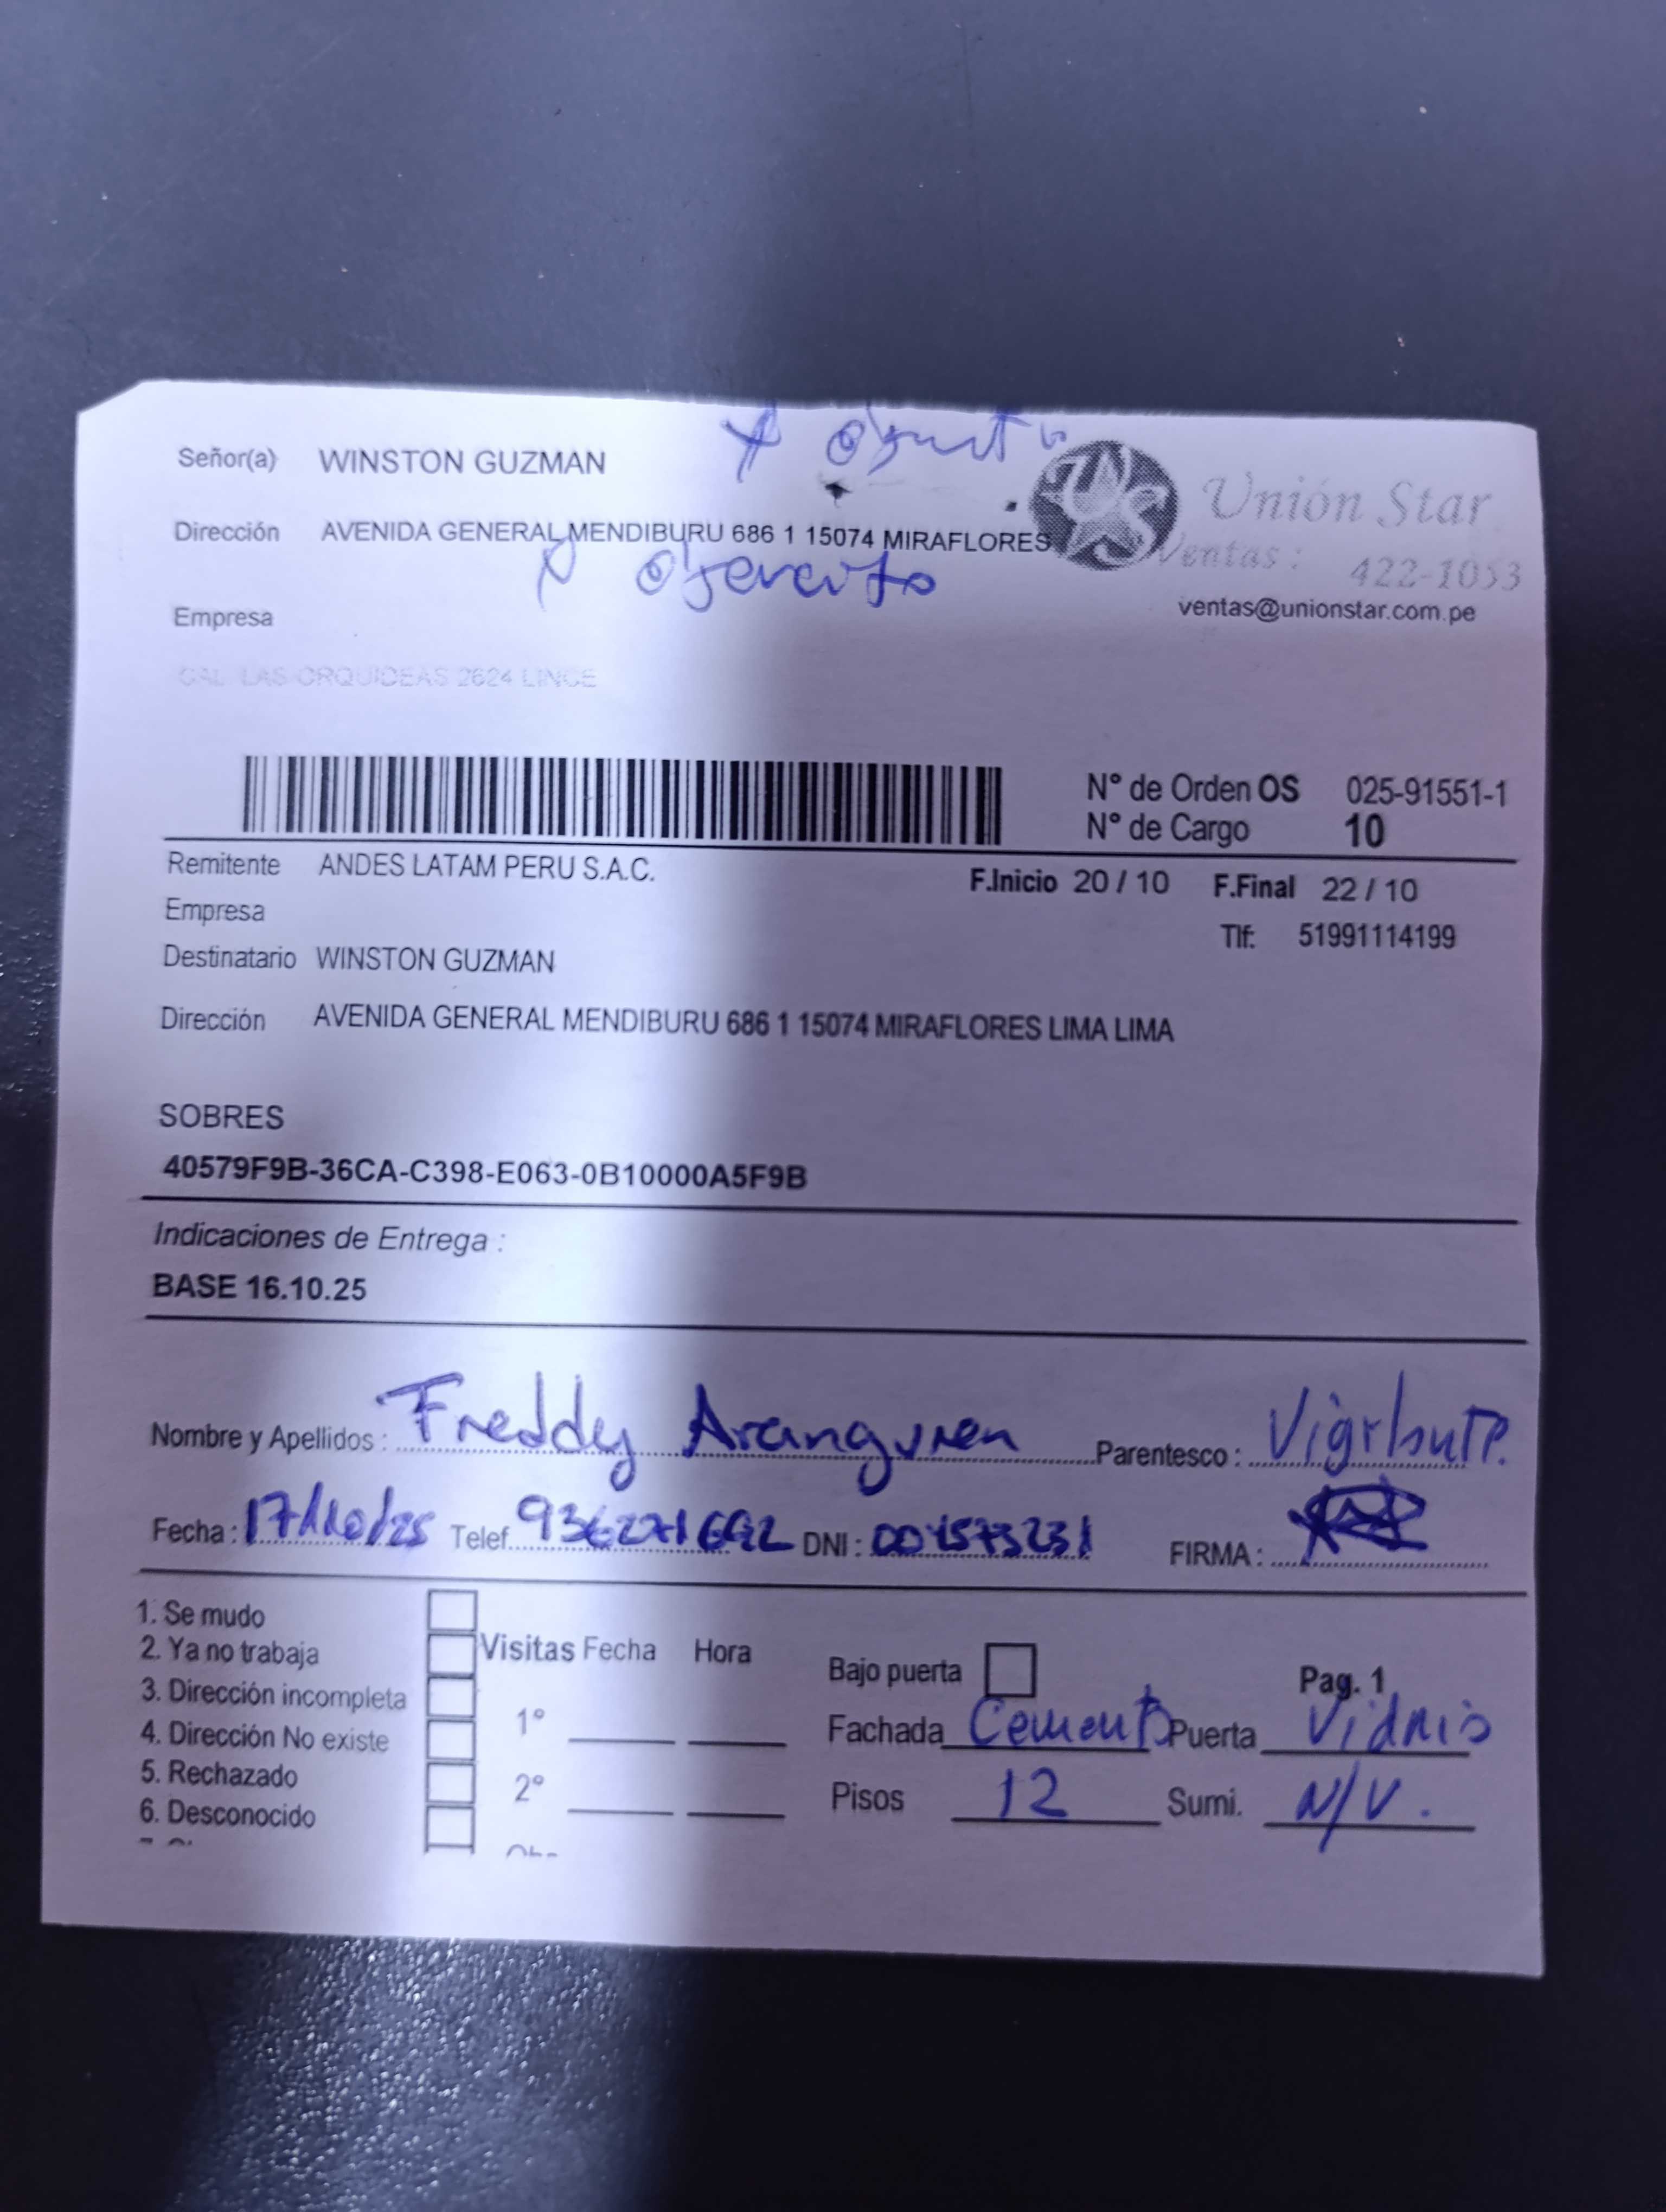 Señor(a) WINSTON GUZMAN
Unión Star
Dirección AVENIDA GENERAL MENDIBURU 686 1 15074 MIRAFLORES
Ventas : 422-1053
x ejercito
ventas@unionstar.com.pe
Empresa
CAL. LAS ORQUIDEAS 2624 LINCE
N° de Orden OS 025-91551-1
N° de Cargo 10
Remitente ANDES LATAM PERU S.A.C.
F.Inicio 20 / 10 F.Final 22 / 10
Empresa
Tlf: 51991114199
Destinatario WINSTON GUZMAN
Dirección AVENIDA GENERAL MENDIBURU 686 1 15074 MIRAFLORES LIMA LIMA
SOBRES
40579F9B-36CA-C398-E063-0B10000A5F9B
Indicaciones de Entrega :
BASE 16.10.25
Nombre y Apellidos : Freddy Aranguren Parentesco :
Fecha : 17/10/25 Telef. 936271692 DNI : FIRMA :
1. Se mudo
2. Ya no trabaja
3. Dirección incompleta
4. Dirección No existe
5. Rechazado
6. Desconocido
Visitas Fecha Hora
1°
2°
Bajo puerta Pag. 1
Fachada Cemento Puerta Vidrio
Pisos 12 Sumi. N/V.